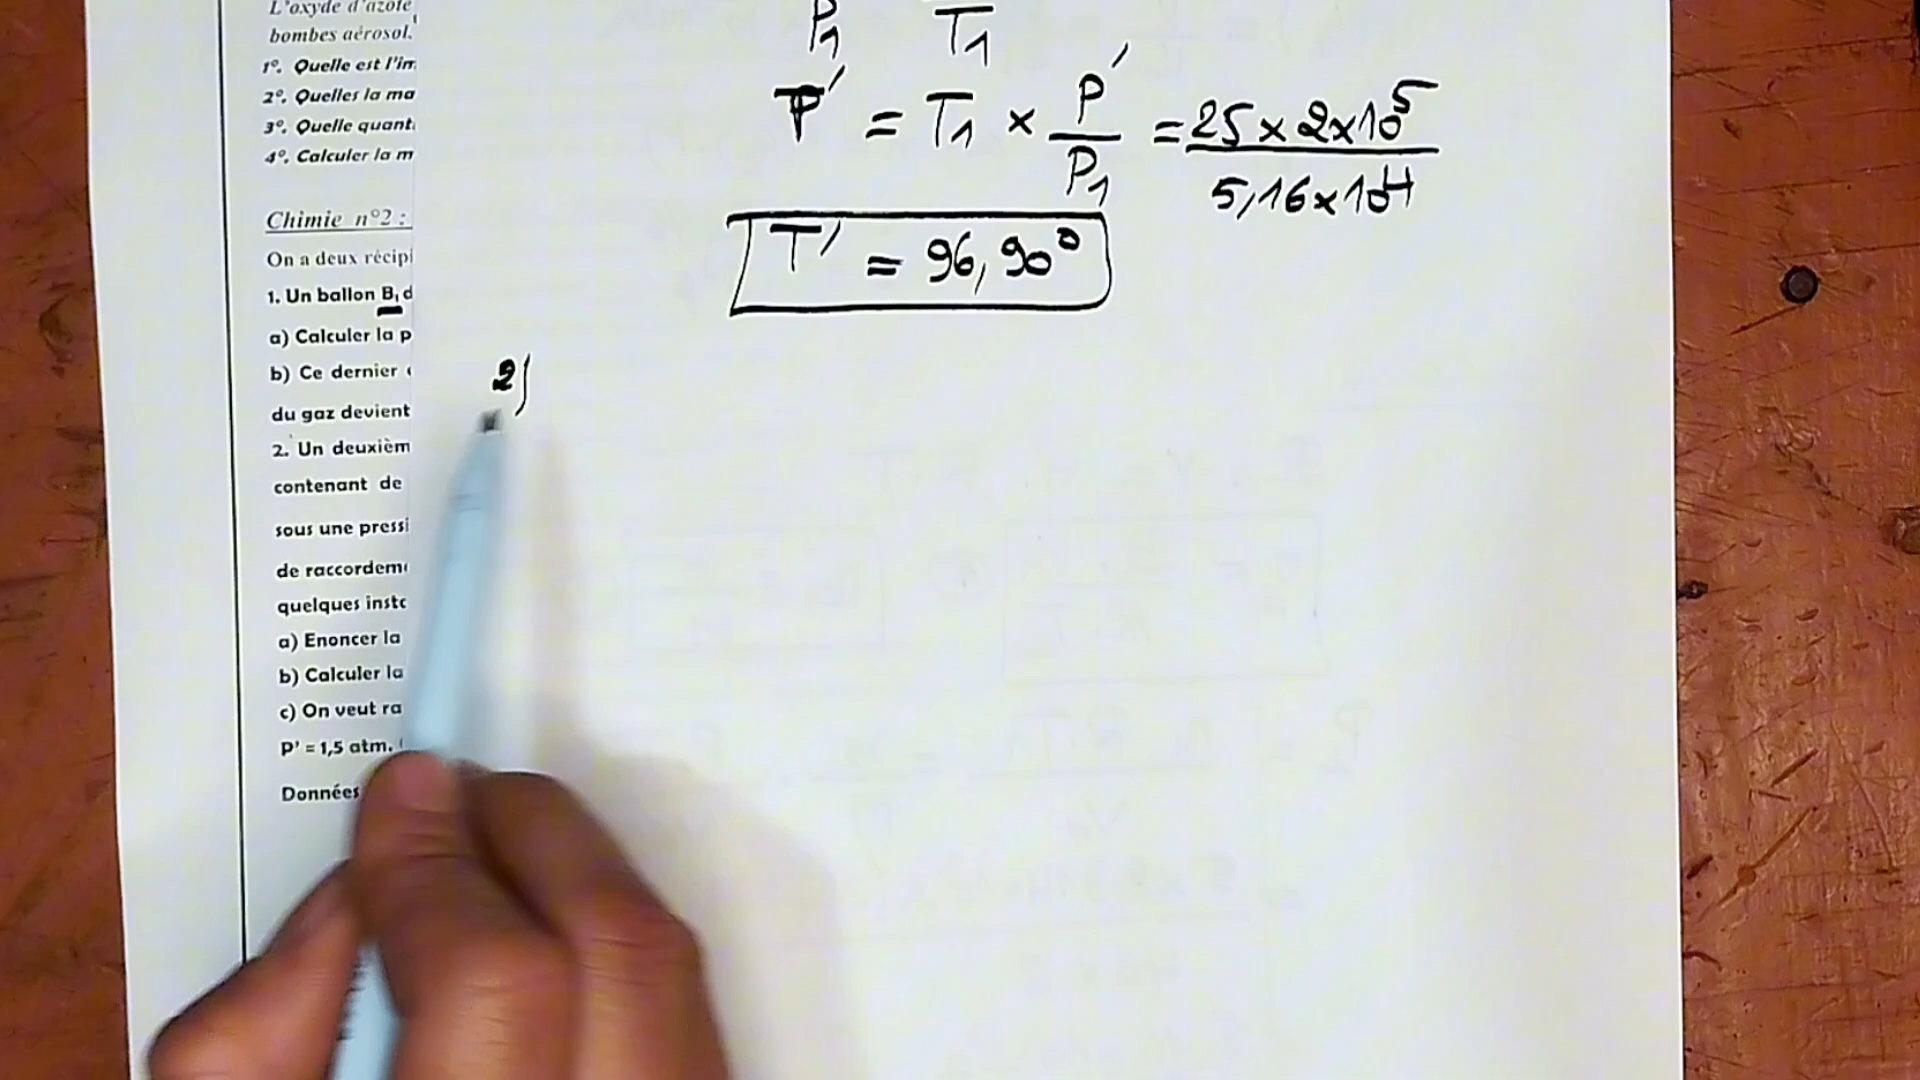 L'oxyde d'azote
bombes aérosol.
1°. Quelle est l'im
2°. Quelles la ma
3°. Quelle quant
4°. Calculer la m
Chimie n°2 :
On a deux récipi
1. Un ballon B₁ d
a) Calculer la p
b) Ce dernier
du gaz devient
2. Un deuxièm
contenant de
sous une pressi
de raccordem
quelques insta
a) Enoncer la
b) Calculer la
c) On veut ra
P' = 1,5 atm.
Données
P₁ T₁
T' = T₁ × P'/P₁ = 25 × 2×10⁵ / 5,16×10⁴
T' = 96,90°
2)